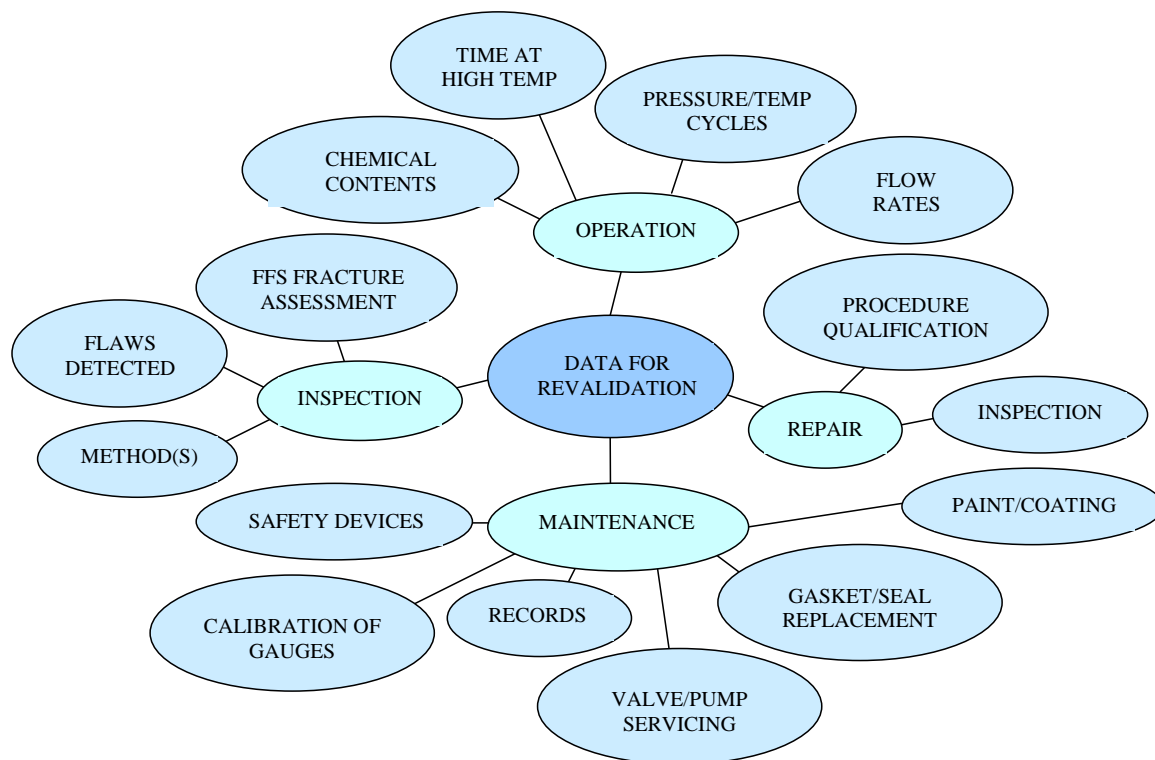 TIME AT
HIGH TEMP
PRESSURE/TEMP
CYCLES
CHEMICAL
CONTENTS
FLOW
RATES
OPERATION
FFS FRACTURE
ASSESSMENT
PROCEDURE
QUALIFICATION
FLAWS
DETECTED
DATA FOR
REVALIDATION
INSPECTION
INSPECTION
REPAIR
METHOD(S)
PAINT/COATING
SAFETY DEVICES
MAINTENANCE
GASKET/SEAL
REPLACEMENT
RECORDS
CALIBRATION OF
GAUGES
VALVE/PUMP
SERVICING